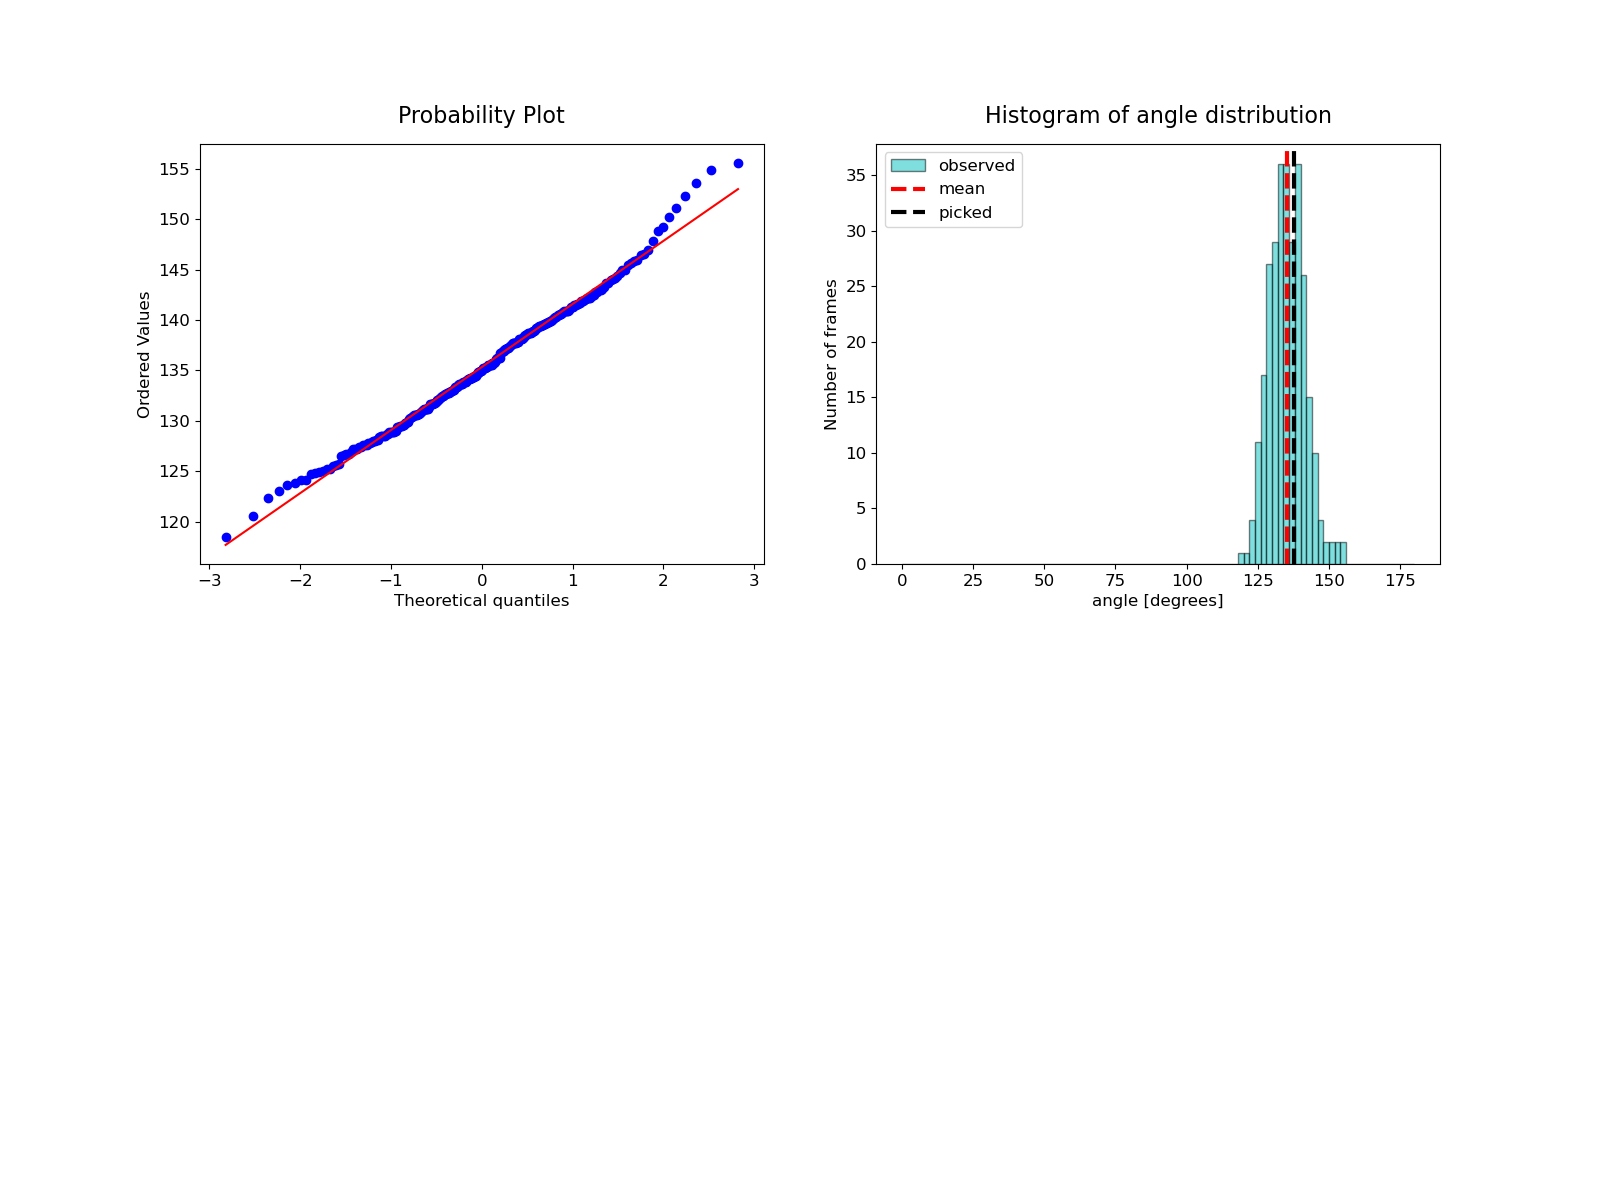 Probability Plot
155
150
145
140
135
130
125
120
Ordered Values
−3 −2 −1 0 1 2 3
Theoretical quantiles
Histogram of angle distribution
observed
mean
picked
35
30
25
20
15
10
5
0
Number of frames
0 25 50 75 100 125 150 175
angle [degrees]